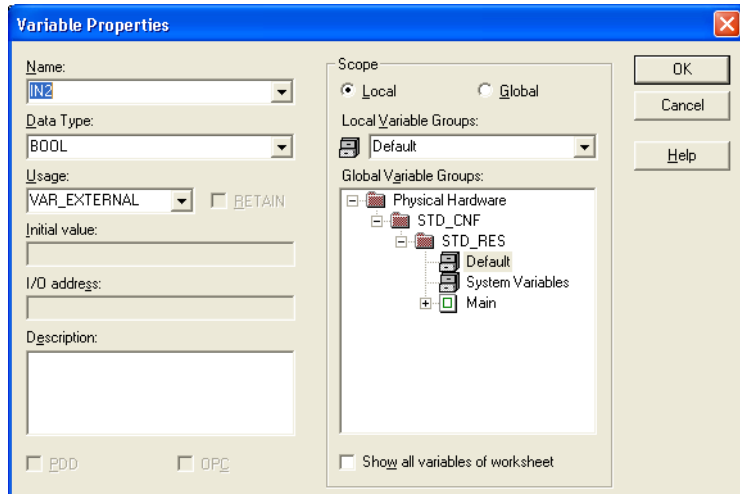 Variable Properties
Name:
IN2
Data Type:
BOOL
Usage:
VAR_EXTERNAL
RETAIN
Initial value:
I/O address:
Description:
PDD
OPC
Scope
Local
Global
Local Variable Groups:
Default
Global Variable Groups:
Physical Hardware
STD_CNF
STD_RES
Default
System Variables
Main
Show all variables of worksheet
OK
Cancel
Help